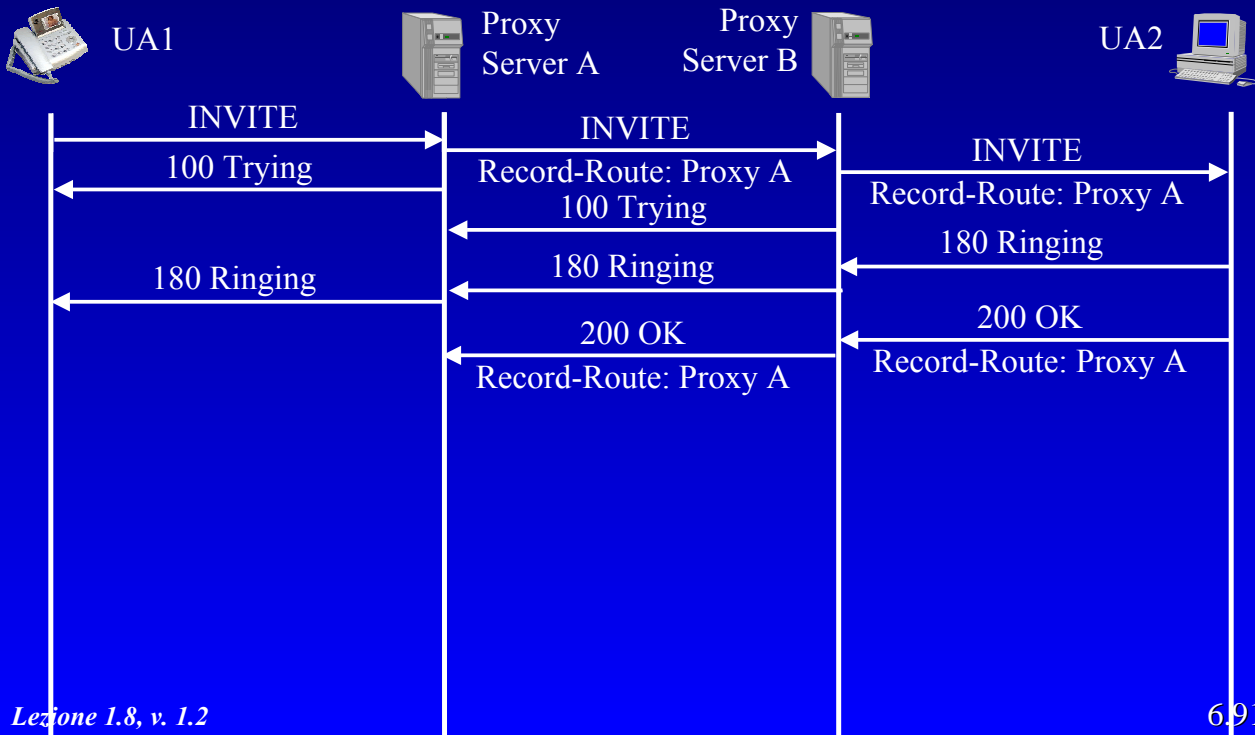 UA1
Proxy
Server A
Proxy
Server B
UA2
INVITE
INVITE
INVITE
100 Trying
Record-Route: Proxy A
Record-Route: Proxy A
100 Trying
180 Ringing
180 Ringing
180 Ringing
200 OK
200 OK
Record-Route: Proxy A
Record-Route: Proxy A
Lezione 1.8, v. 1.2
6.91